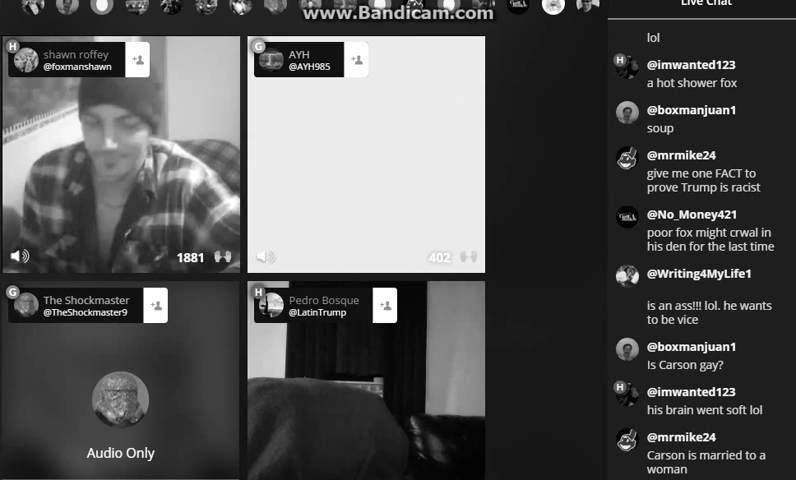 www.Bandicam.com
Live Chat
H
shawn roffey
@foxmanshawn
1881
G
AYH
@AYH985
402
G
The Shockmaster
@TheShockmaster9
Audio Only
H
Pedro Bosque
@LatinTrump
lol
H
@imwanted123
a hot shower fox
@boxmanjuan1
soup
@mrmike24
give me one FACT to
prove Trump is racist
@No_Money421
poor fox might crwal in
his den for the last time
@Writing4MyLife1
is an ass!!! lol. he wants
to be vice
@boxmanjuan1
Is Carson gay?
H
@imwanted123
his brain went soft lol
@mrmike24
Carson is married to a
woman